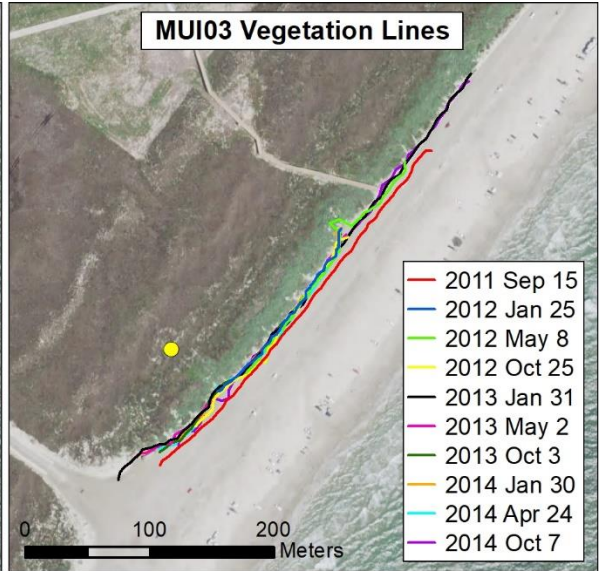 MUI03 Vegetation Lines
2011 Sep 15
2012 Jan 25
2012 May 8
2012 Oct 25
2013 Jan 31
2013 May 2
2013 Oct 3
2014 Jan 30
2014 Apr 24
2014 Oct 7
0 100 200
Meters